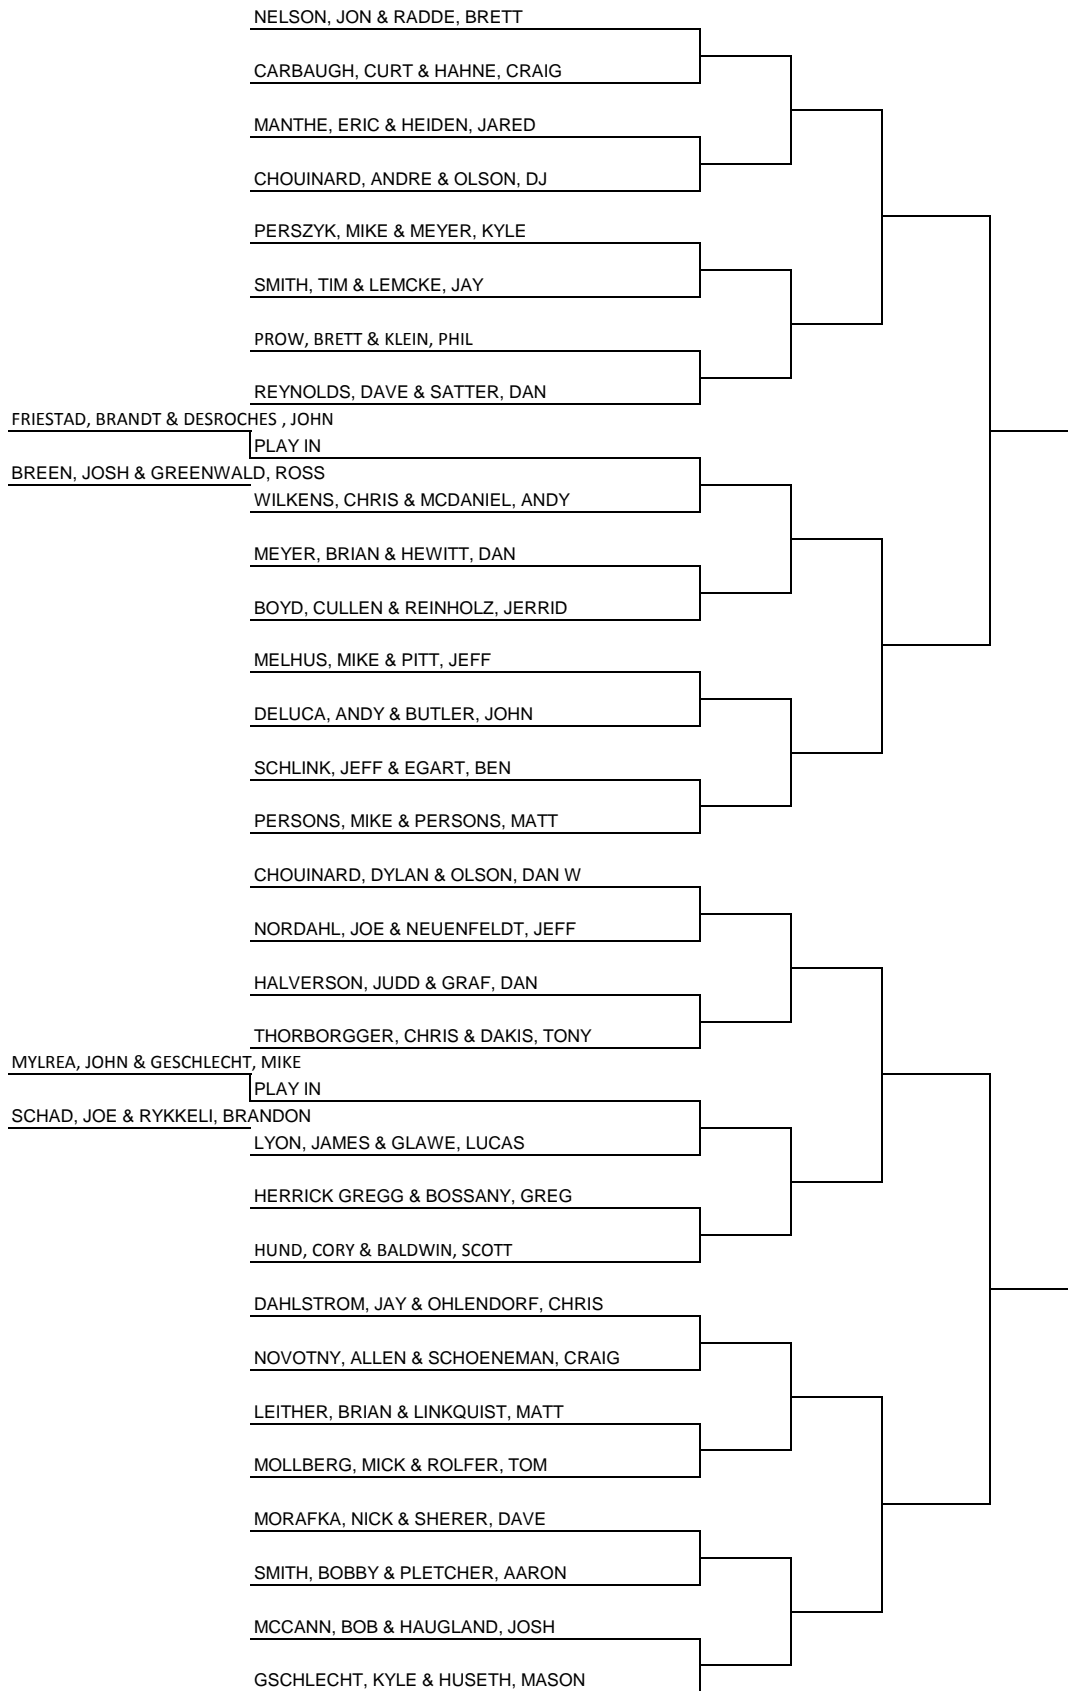 NELSON, JON & RADDE, BRETT
CARBAUGH, CURT & HAHNE, CRAIG
MANTHE, ERIC & HEIDEN, JARED
CHOUINARD, ANDRE & OLSON, DJ
PERSZYK, MIKE & MEYER, KYLE
SMITH, TIM & LEMCKE, JAY
PROW, BRETT & KLEIN, PHIL
REYNOLDS, DAVE & SATTER, DAN
FRIESTAD, BRANDT & DESROCHES , JOHN
PLAY IN
BREEN, JOSH & GREENWALD, ROSS
WILKENS, CHRIS & MCDANIEL, ANDY
MEYER, BRIAN & HEWITT, DAN
BOYD, CULLEN & REINHOLZ, JERRID
MELHUS, MIKE & PITT, JEFF
DELUCA, ANDY & BUTLER, JOHN
SCHLINK, JEFF & EGART, BEN
PERSONS, MIKE & PERSONS, MATT
CHOUINARD, DYLAN & OLSON, DAN W
NORDAHL, JOE & NEUENFELDT, JEFF
HALVERSON, JUDD & GRAF, DAN
THORBORGGER, CHRIS & DAKIS, TONY
MYLREA, JOHN & GESCHLECHT, MIKE
PLAY IN
SCHAD, JOE & RYKKELI, BRANDON
LYON, JAMES & GLAWE, LUCAS
HERRICK GREGG & BOSSANY, GREG
HUND, CORY & BALDWIN, SCOTT
DAHLSTROM, JAY & OHLENDORF, CHRIS
NOVOTNY, ALLEN & SCHOENEMAN, CRAIG
LEITHER, BRIAN & LINKQUIST, MATT
MOLLBERG, MICK & ROLFER, TOM
MORAFKA, NICK & SHERER, DAVE
SMITH, BOBBY & PLETCHER, AARON
MCCANN, BOB & HAUGLAND, JOSH
GSCHLECHT, KYLE & HUSETH, MASON